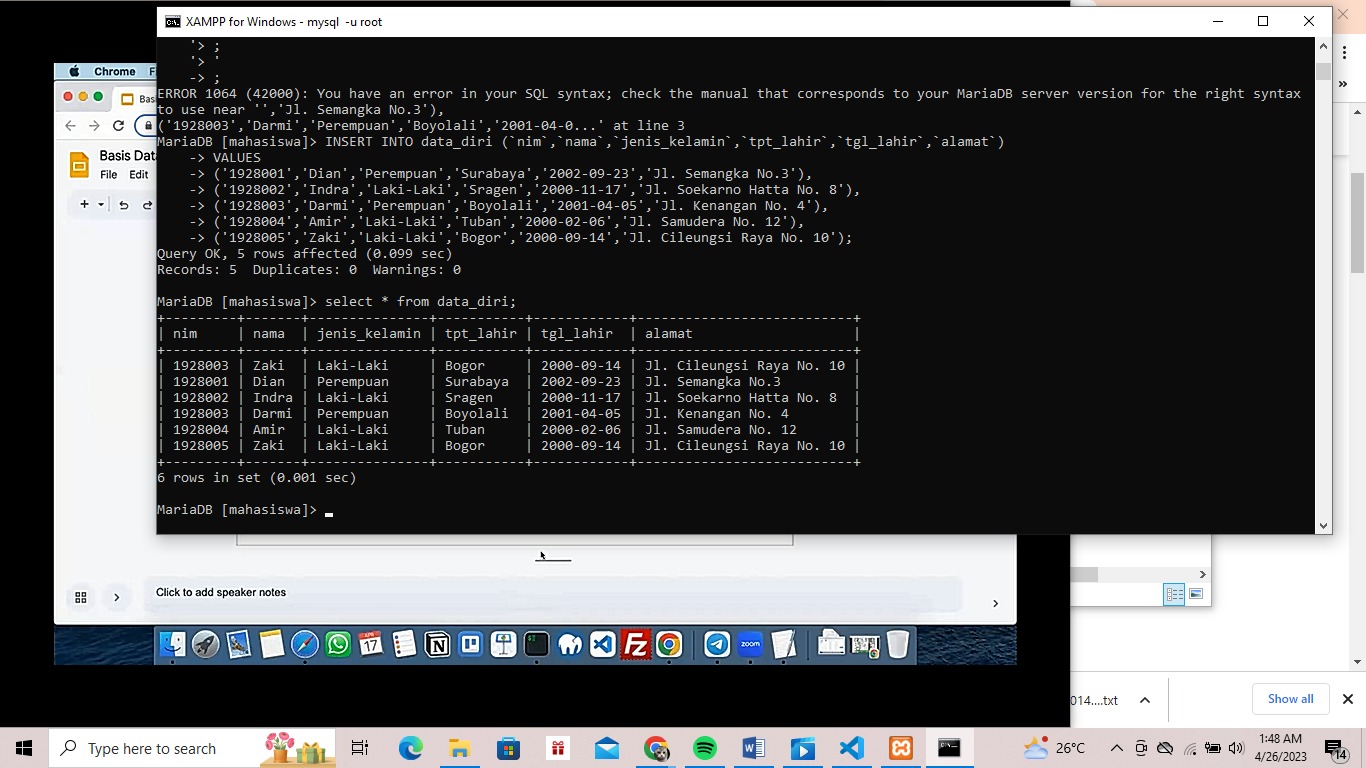 XAMPP for Windows - mysql  -u root
    '> ;
    '> '
    -> ;
ERROR 1064 (42000): You have an error in your SQL syntax; check the manual that corresponds to your MariaDB server version for the right syntax
to use near '','Jl. Semangka No.3'),
('1928003','Darmi','Perempuan','Boyolali','2001-04-0...' at line 3
MariaDB [mahasiswa]> INSERT INTO data_diri (`nim`,`nama`,`jenis_kelamin`,`tpt_lahir`,`tgl_lahir`,`alamat`)
    -> VALUES
    -> ('1928001','Dian','Perempuan','Surabaya','2002-09-23','Jl. Semangka No.3'),
    -> ('1928002','Indra','Laki-Laki','Sragen','2000-11-17','Jl. Soekarno Hatta No. 8'),
    -> ('1928003','Darmi','Perempuan','Boyolali','2001-04-05','Jl. Kenangan No. 4'),
    -> ('1928004','Amir','Laki-Laki','Tuban','2000-02-06','Jl. Samudera No. 12'),
    -> ('1928005','Zaki','Laki-Laki','Bogor','2000-09-14','Jl. Cileungsi Raya No. 10');
Query OK, 5 rows affected (0.099 sec)
Records: 5  Duplicates: 0  Warnings: 0
MariaDB [mahasiswa]> select * from data_diri;
+---------+-------+---------------+-----------+------------+---------------------------+
| nim     | nama  | jenis_kelamin | tpt_lahir | tgl_lahir  | alamat                    |
+---------+-------+---------------+-----------+------------+---------------------------+
| 1928003 | Zaki  | Laki-Laki     | Bogor     | 2000-09-14 | Jl. Cileungsi Raya No. 10 |
| 1928001 | Dian  | Perempuan     | Surabaya  | 2002-09-23 | Jl. Semangka No.3         |
| 1928002 | Indra | Laki-Laki     | Sragen    | 2000-11-17 | Jl. Soekarno Hatta No. 8  |
| 1928003 | Darmi | Perempuan     | Boyolali  | 2001-04-05 | Jl. Kenangan No. 4        |
| 1928004 | Amir  | Laki-Laki     | Tuban     | 2000-02-06 | Jl. Samudera No. 12       |
| 1928005 | Zaki  | Laki-Laki     | Bogor     | 2000-09-14 | Jl. Cileungsi Raya No. 10 |
+---------+-------+---------------+-----------+------------+---------------------------+
6 rows in set (0.001 sec)
MariaDB [mahasiswa]>
Chrome
Bas
Basis Dat
File Edit
Click to add speaker notes
APR
17
zoom
014....txt
Show all
Type here to search
26°C
1:48 AM
4/26/2023
14